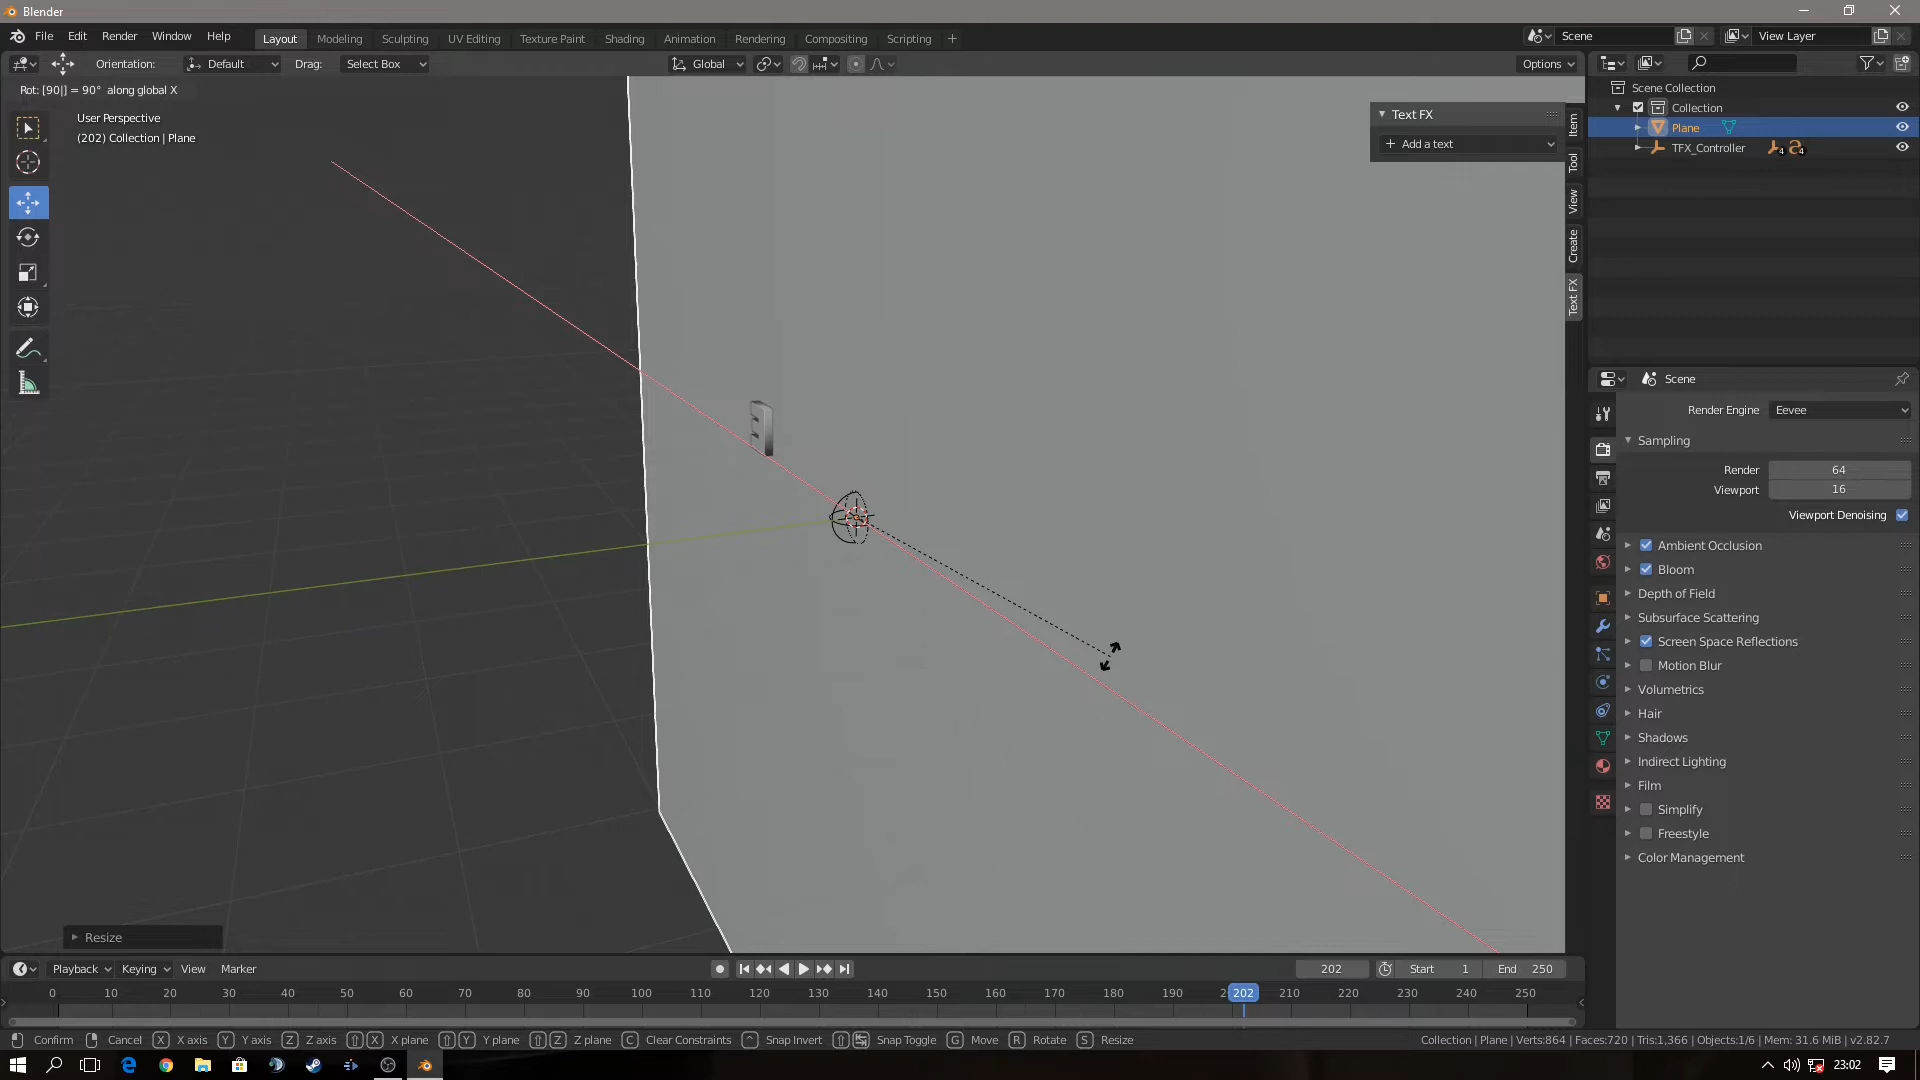 Blender
File Edit Render Window Help Layout Modeling Sculpting UV Editing Texture Paint Shading Animation Rendering Compositing Scripting Scene View Layer
Orientation: Default Drag: Select Box Global Options
Rot: [90|] = 90° along global X
User Perspective
(202) Collection | Plane
Text FX
Add a text
Item
Tool
View
Create
Text FX
Scene Collection
Collection
Plane
TFX_Controller 4 4
Scene
Render Engine Eevee
Sampling
Render 64
Viewport 16
Viewport Denoising
Ambient Occlusion
Bloom
Depth of Field
Subsurface Scattering
Screen Space Reflections
Motion Blur
Volumetrics
Hair
Shadows
Indirect Lighting
Film
Simplify
Freestyle
Color Management
Resize
Playback Keying View Marker 202 Start 1 End 250
0 10 20 30 40 50 60 70 80 90 100 110 120 130 140 150 160 170 180 190 2 202 210 220 230 240 250
Confirm Cancel X X axis Y Y axis Z Z axis X X plane Y Y plane Z Z plane C Clear Constraints Snap Invert Snap Toggle G Move R Rotate S Resize Collection | Plane | Verts:864 | Faces:720 | Tris:1,366 | Objects:1/6 | Mem: 31.6 MiB | v2.82.7
23:02